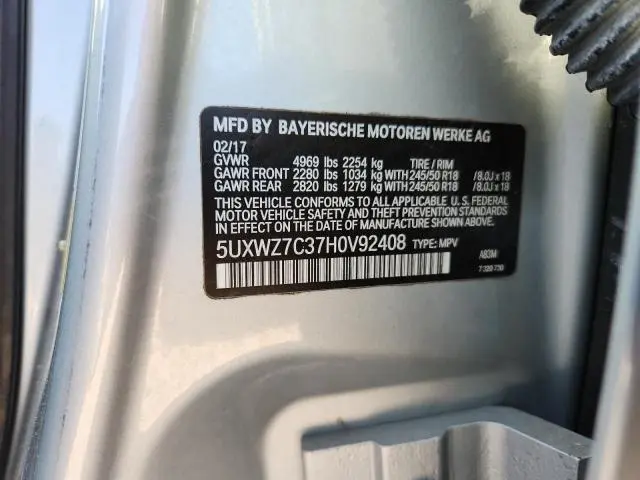 MFD BY BAYERISCHE MOTOREN WERKE AG
02/17
GVWR 4969 lbs 2254 kg TIRE / RIM
GAWR FRONT 2280 lbs 1034 kg WITH 245/50 R18 / 8.0J x 18
GAWR REAR 2820 lbs 1279 kg WITH 245/50 R18 / 8.0J x 18
THIS VEHICLE CONFORMS TO ALL APPLICABLE U.S. FEDERAL
MOTOR VEHICLE SAFETY AND THEFT PREVENTION STANDARDS
IN EFFECT ON THE DATE OF MANUFACTURE SHOWN ABOVE.
5UXWZ7C37H0V92408 TYPE: MPV
A83M
7 320 730